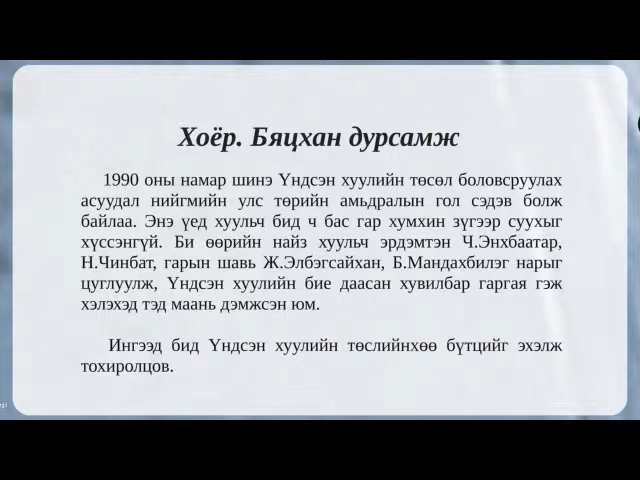 Хоёр. Бяцхан дурсамж
1990 оны намар шинэ Үндсэн хуулийн төсөл боловсруулах
асуудал нийгмийн улс төрийн амьдралын гол сэдэв болж
байлаа. Энэ үед хуульч бид ч бас гар хумхин зүгээр суухыг
хүссэнгүй. Би өөрийн найз хуульч эрдэмтэн Ч.Энхбаатар,
Н.Чинбат, гарын шавь Ж.Элбэгсайхан, Б.Мандахбилэг нарыг
цуглуулж, Үндсэн хуулийн бие даасан хувилбар гаргая гэж
хэлэхэд тэд маань дэмжсэн юм.
Ингээд бид Үндсэн хуулийн төслийнхөө бүтцийг эхэлж
тохиролцов.